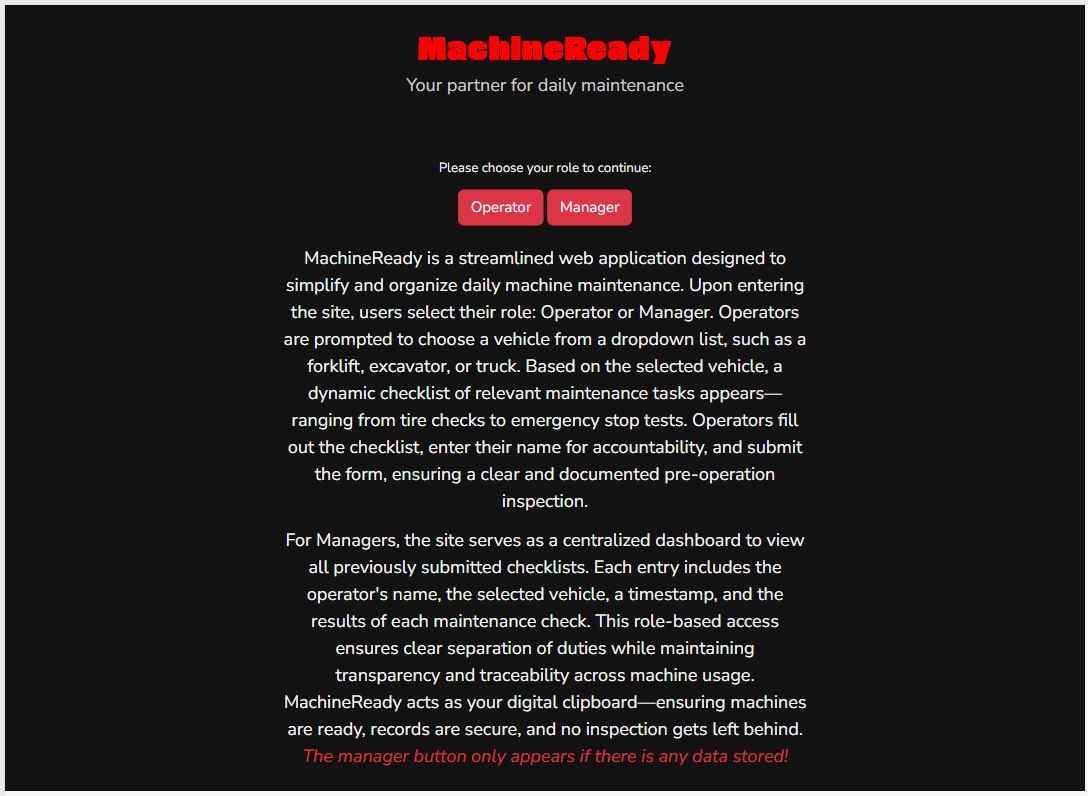 MachineReady
Your partner for daily maintenance
Please choose your role to continue:
Operator Manager
MachineReady is a streamlined web application designed to
simplify and organize daily machine maintenance. Upon entering
the site, users select their role: Operator or Manager. Operators
are prompted to choose a vehicle from a dropdown list, such as a
forklift, excavator, or truck. Based on the selected vehicle, a
dynamic checklist of relevant maintenance tasks appears—
ranging from tire checks to emergency stop tests. Operators fill
out the checklist, enter their name for accountability, and submit
the form, ensuring a clear and documented pre-operation
inspection.
For Managers, the site serves as a centralized dashboard to view
all previously submitted checklists. Each entry includes the
operator's name, the selected vehicle, a timestamp, and the
results of each maintenance check. This role-based access
ensures clear separation of duties while maintaining
transparency and traceability across machine usage.
MachineReady acts as your digital clipboard—ensuring machines
are ready, records are secure, and no inspection gets left behind.
The manager button only appears if there is any data stored!